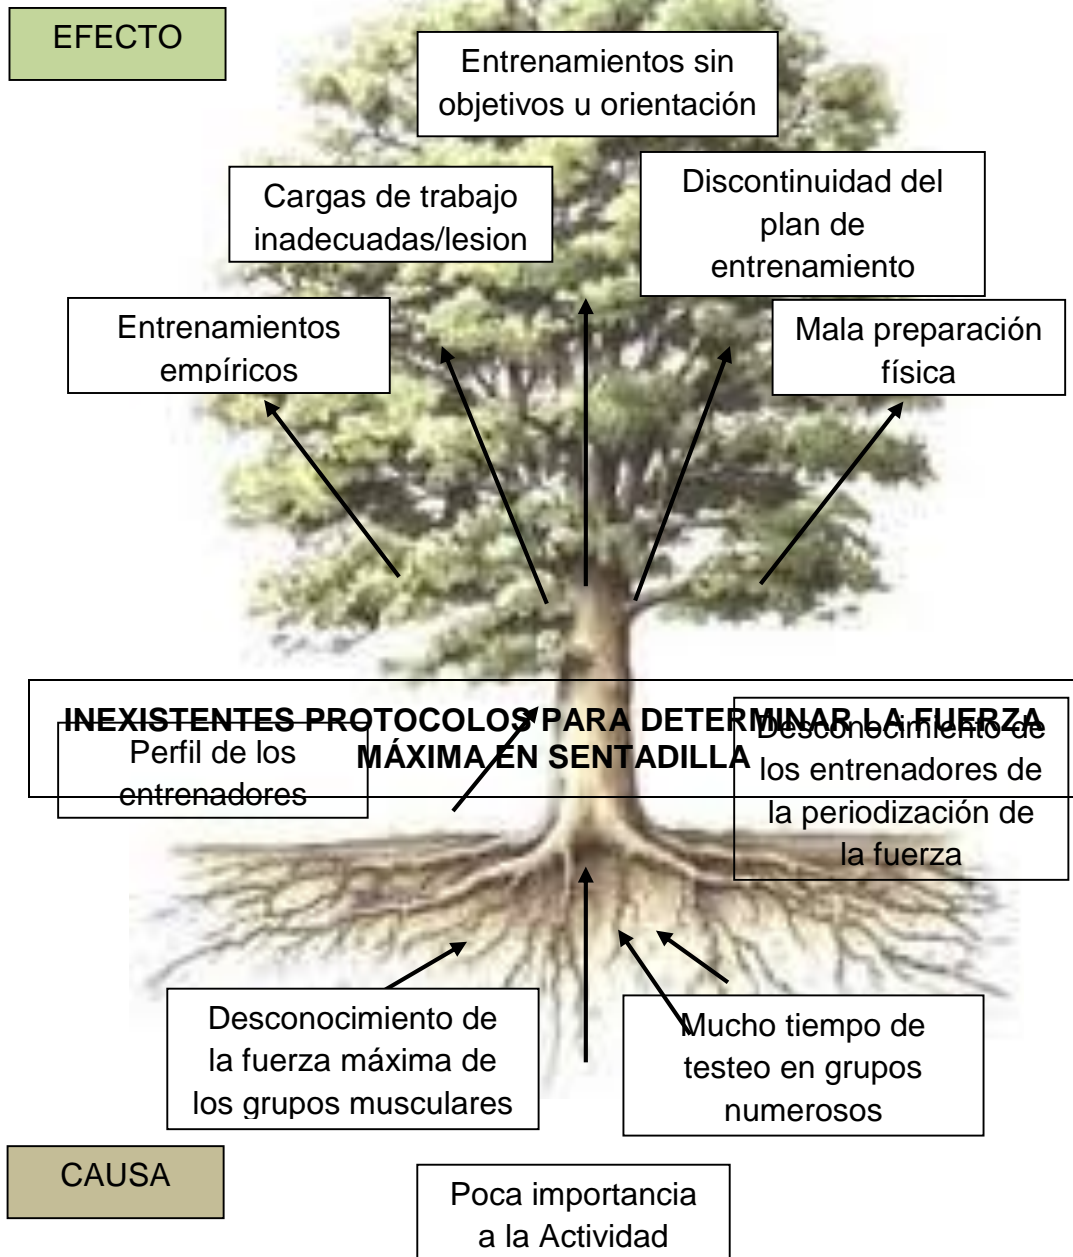 EFECTO
Entrenamientos sin
objetivos u orientación
Cargas de trabajo
inadecuadas/lesion
Discontinuidad del
plan de
entrenamiento
Entrenamientos
empíricos
Mala preparación
física
INEXISTENTES PROTOCOLOS PARA DETERMINAR LA FUERZA
MÁXIMA EN SENTADILLA
Perfil de los
entrenadores
Desconocimiento de
los entrenadores de
la periodización de
la fuerza
Desconocimiento de
la fuerza máxima de
los grupos musculares
Mucho tiempo de
testeo en grupos
numerosos
CAUSA
Poca importancia
a la Actividad